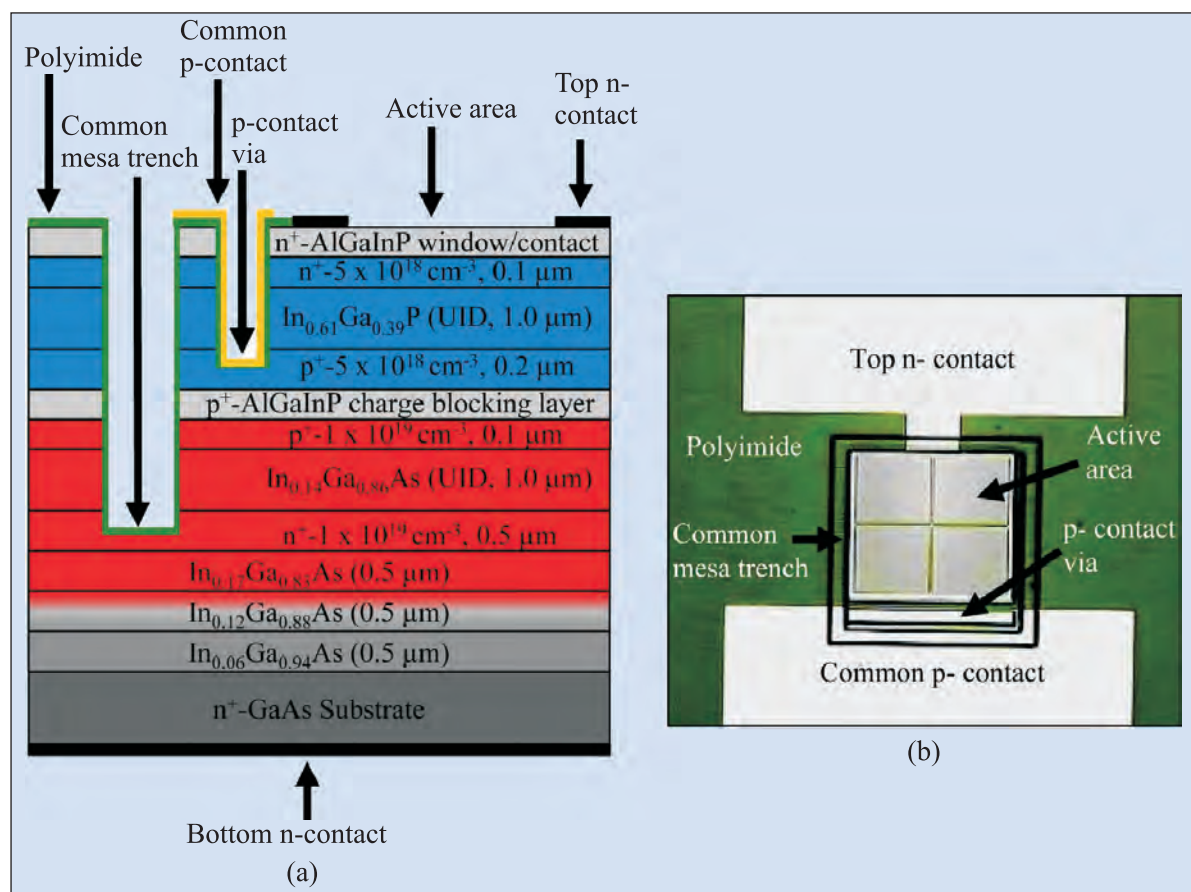 Polyimide
Common
p-contact
Common
mesa trench
p-contact
via
Active area
Top n-
contact
n⁺-AlGaInP window/contact
n⁺-5 x 10¹⁸ cm⁻³, 0.1 µm
In₀.₆₁Ga₀.₃₉P (UID, 1.0 µm)
p⁺-5 x 10¹⁸ cm⁻³, 0.2 µm
p⁺-AlGaInP charge blocking layer
p⁺-1 x 10¹⁹ cm⁻³, 0.1 µm
In₀.₁₄Ga₀.₈₆As (UID, 1.0 µm)
n⁺-1 x 10¹⁹ cm⁻³, 0.5 µm
In₀.₁₇Ga₀.₈₃As (0.5 µm)
In₀.₁₂Ga₀.₈₈As (0.5 µm)
In₀.₀₆Ga₀.₉₄As (0.5 µm)
n⁺-GaAs Substrate
Bottom n-contact
(a)
Top n- contact
Polyimide
Active
area
Common
mesa trench
p- contact
via
Common p- contact
(b)